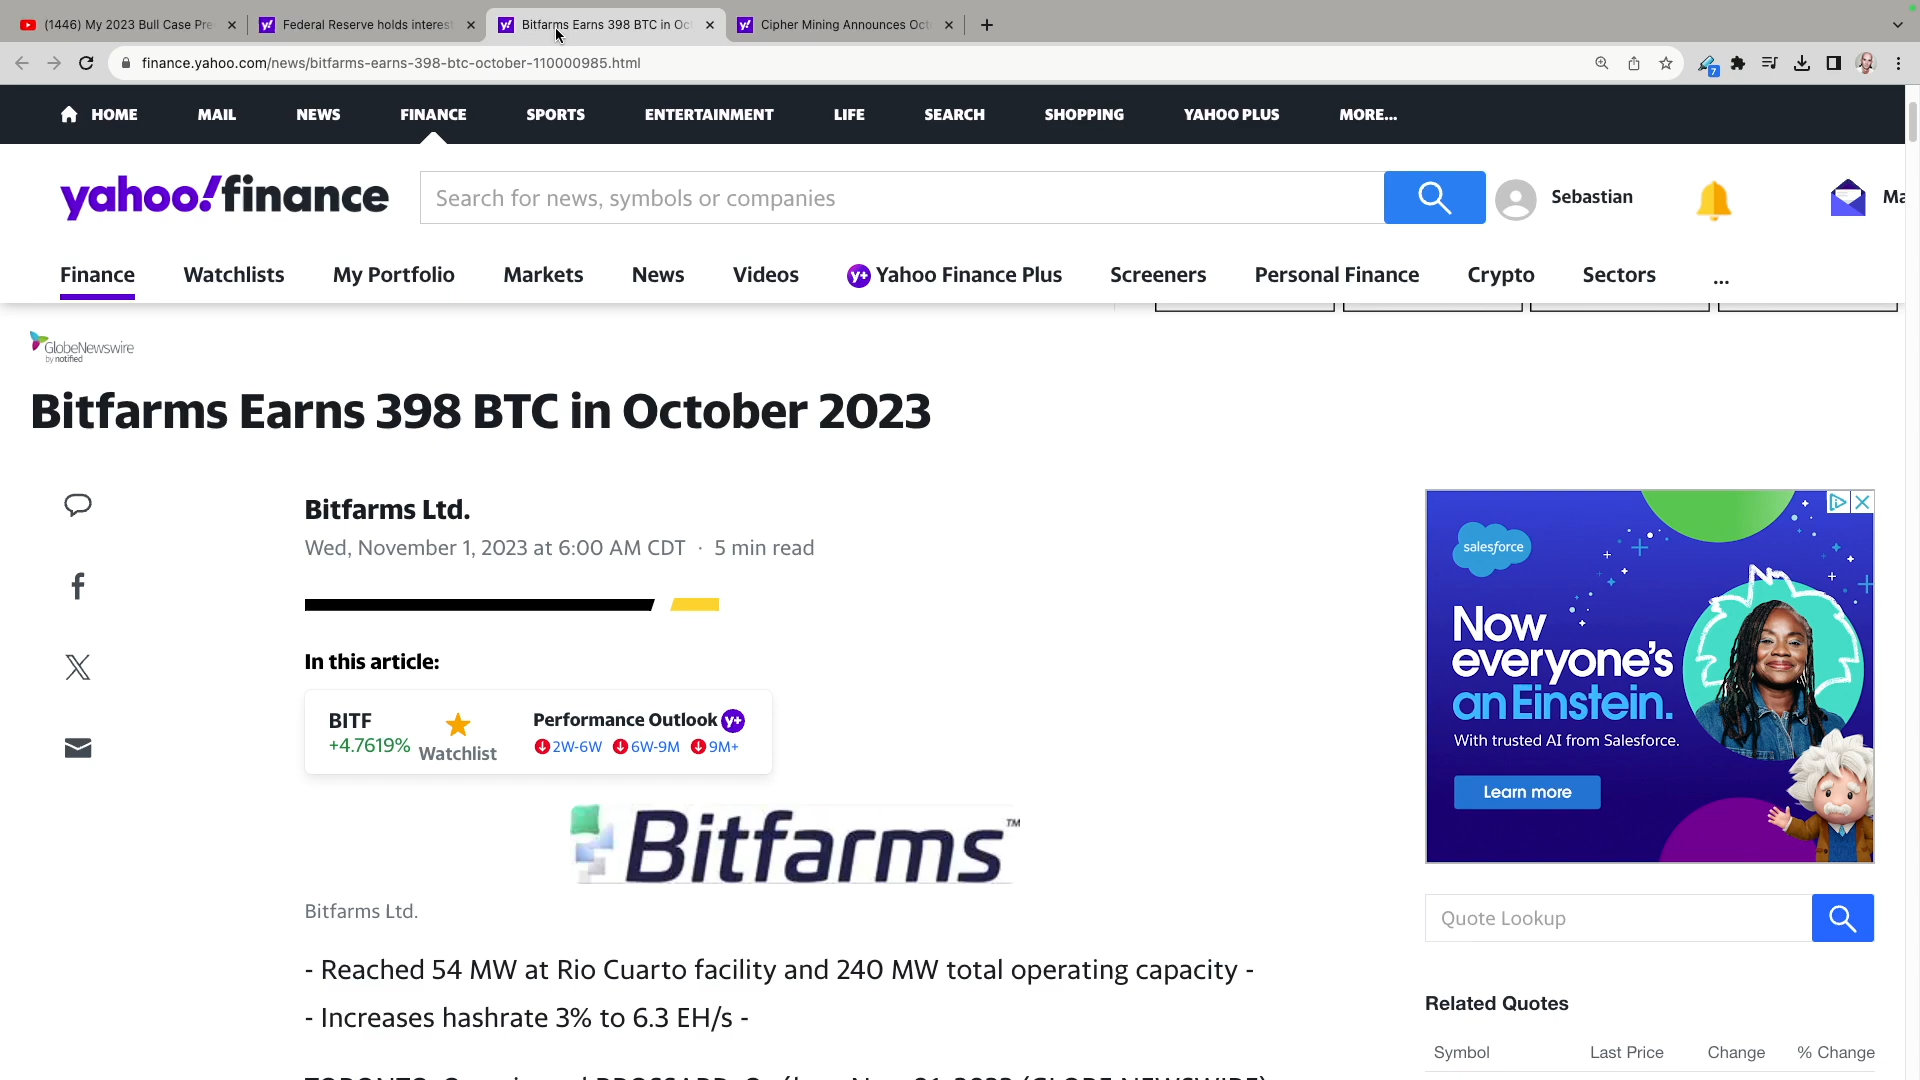 (1446) My 2023 Bull Case Pre
Federal Reserve holds interest
Bitfarms Earns 398 BTC in Oct
Cipher Mining Announces Oct
finance.yahoo.com/news/bitfarms-earns-398-btc-october-110000985.html
7
HOME MAIL NEWS FINANCE SPORTS ENTERTAINMENT LIFE SEARCH SHOPPING YAHOO PLUS MORE...
yahoo!finance
Search for news, symbols or companies
Sebastian
Ma
Finance Watchlists My Portfolio Markets News Videos y+ Yahoo Finance Plus Screeners Personal Finance Crypto Sectors ...
GlobeNewswire
by notified
Bitfarms Earns 398 BTC in October 2023
Bitfarms Ltd.
Wed, November 1, 2023 at 6:00 AM CDT · 5 min read
In this article:
BITF
+4.7619%
Watchlist
Performance Outlook y+
2W-6W 6W-9M 9M+
Bitfarms™
Bitfarms Ltd.
- Reached 54 MW at Rio Cuarto facility and 240 MW total operating capacity -
- Increases hashrate 3% to 6.3 EH/s -
salesforce
Now
everyone's
an Einstein.
With trusted AI from Salesforce.
Learn more
Quote Lookup
Related Quotes
Symbol Last Price Change % Change